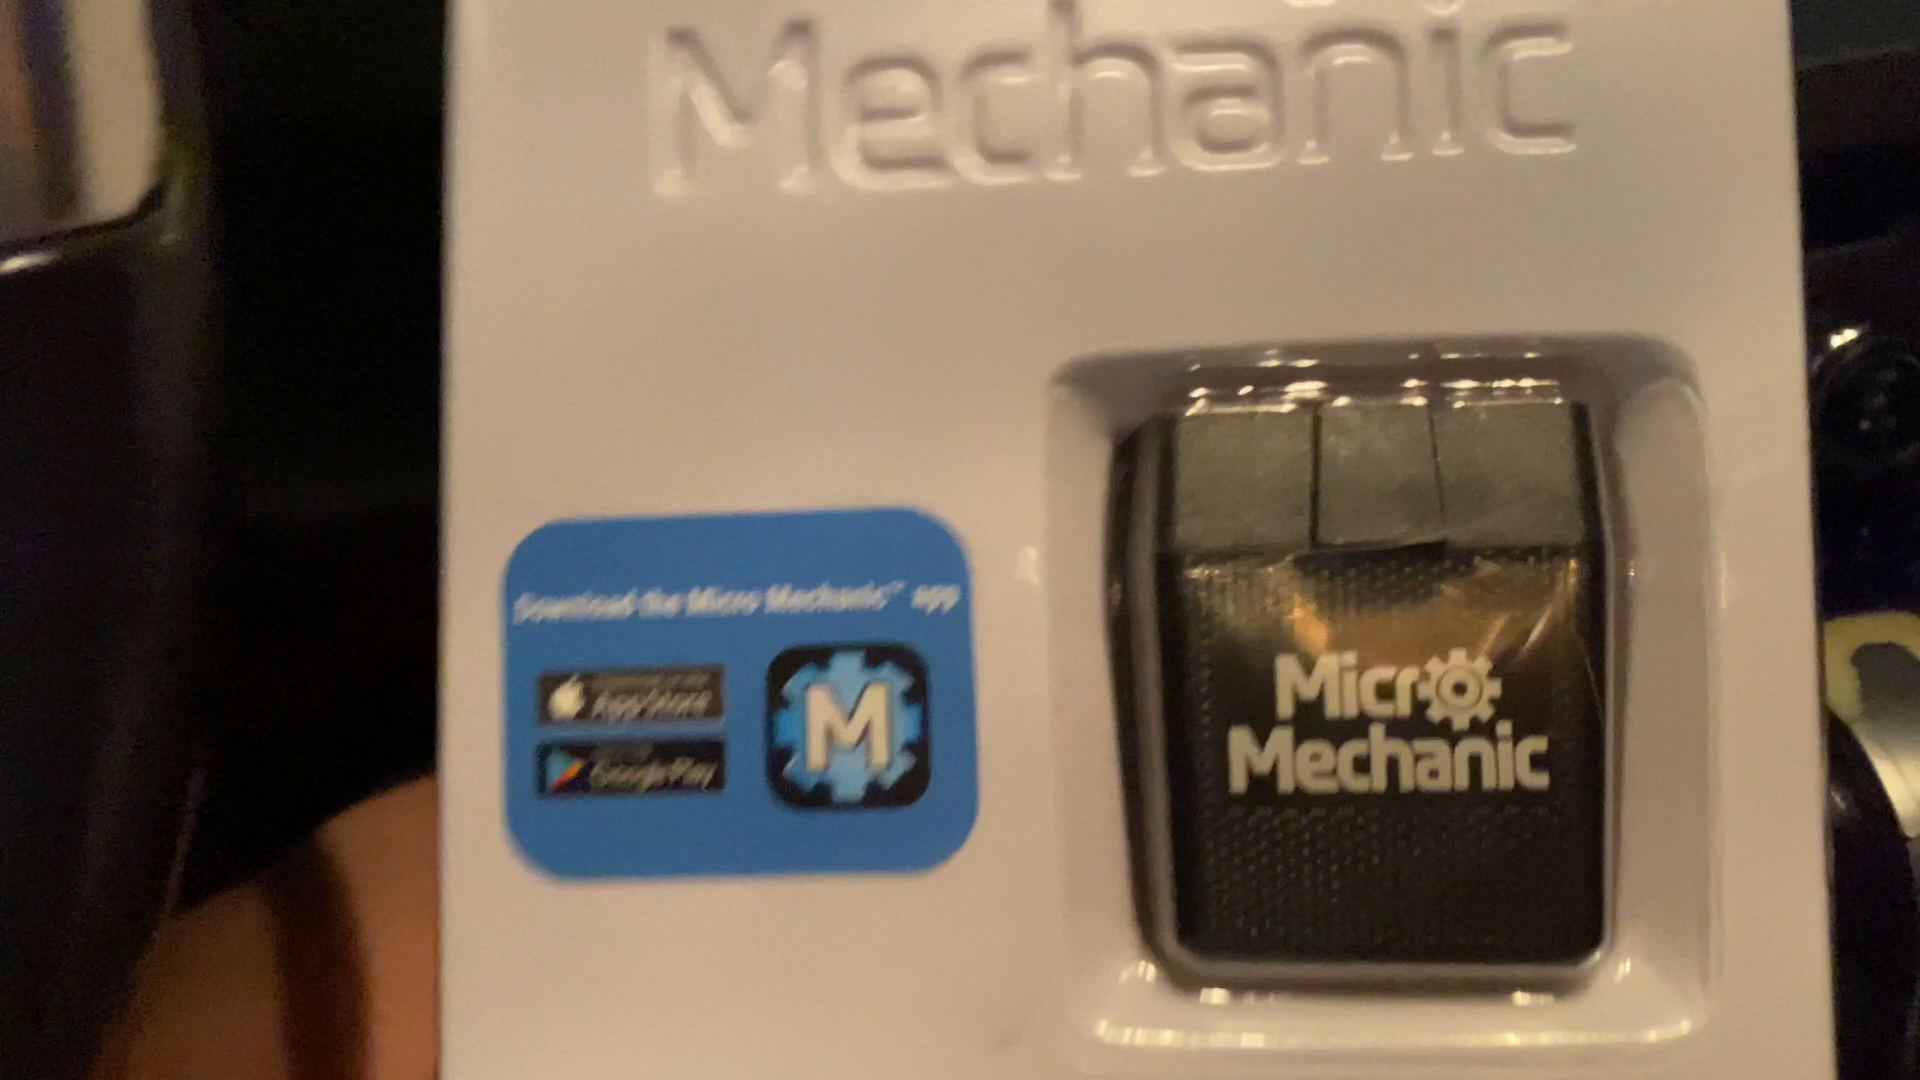 Mechanic
Download the Micro Mechanic™ app
App Store
Google Play
M
Micro
Mechanic